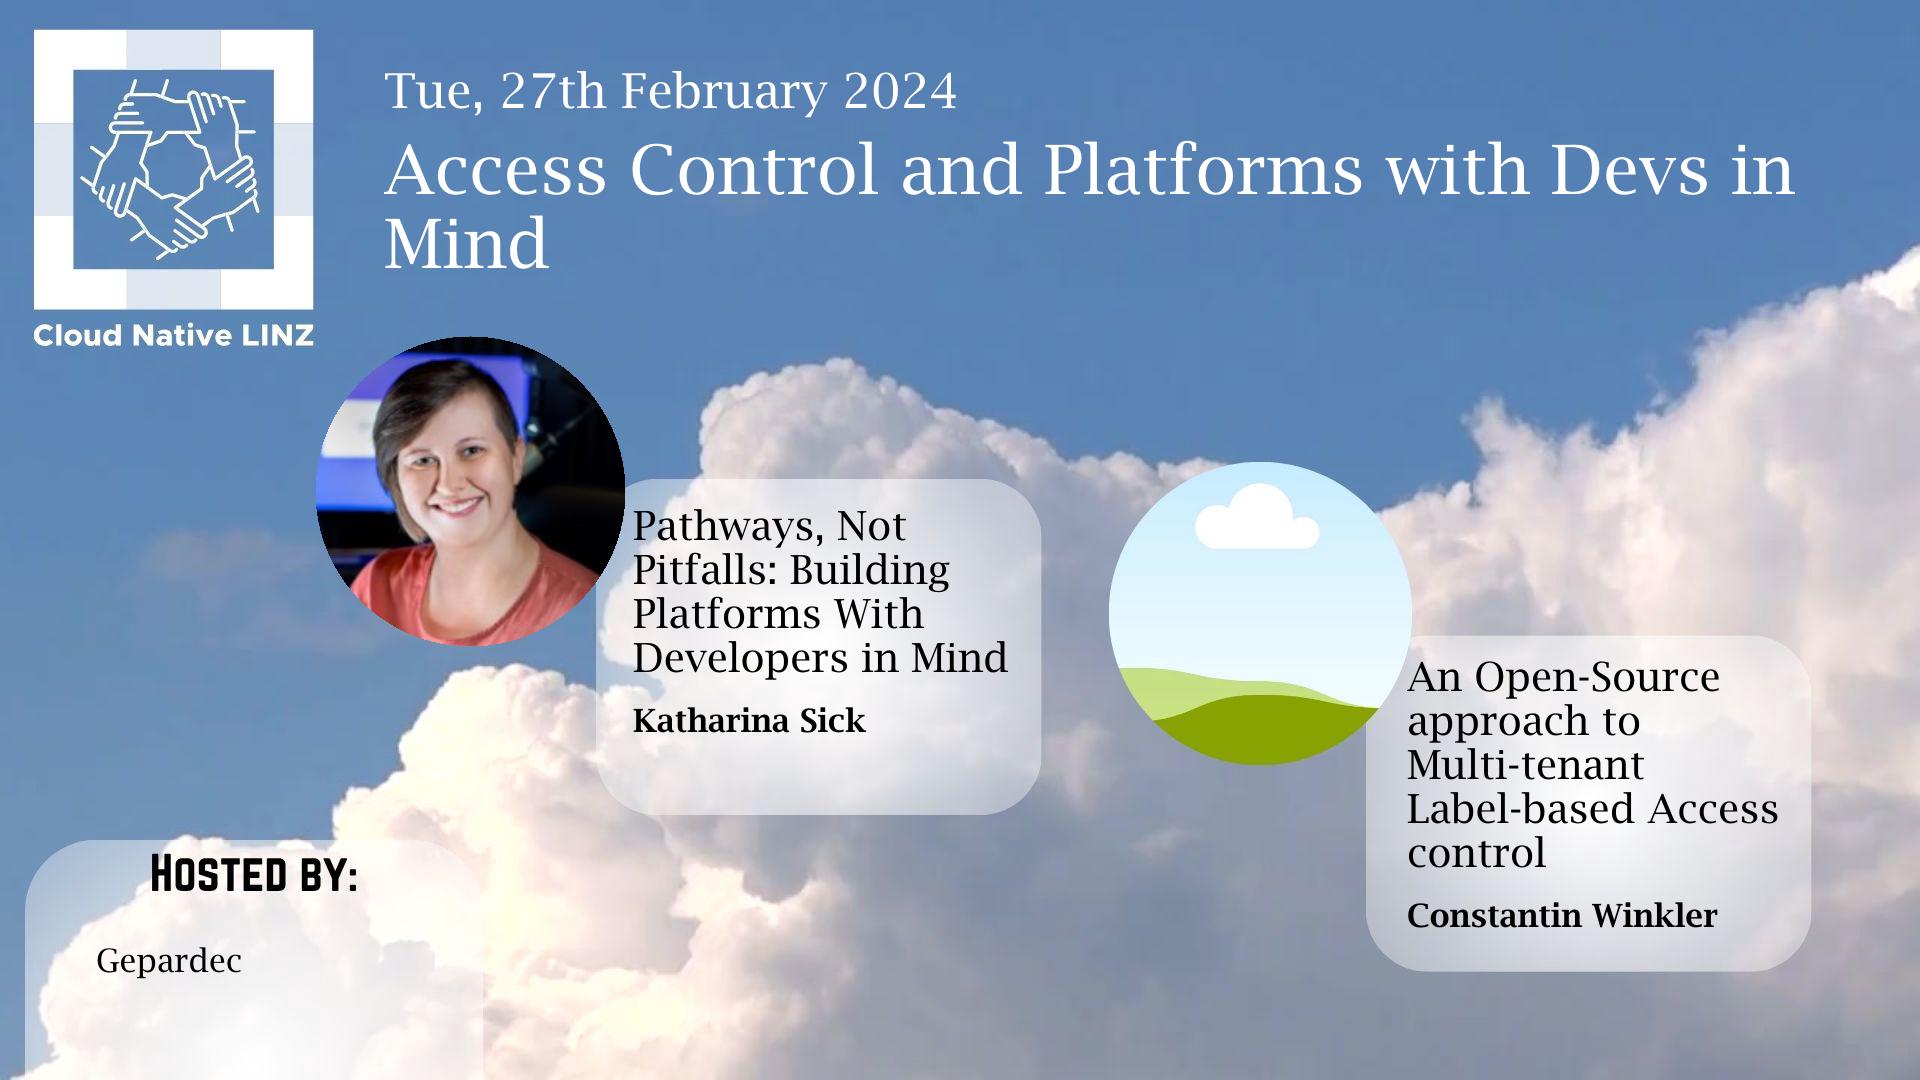 Tue, 27th February 2024
Access Control and Platforms with Devs in
Mind
Cloud Native LINZ
Pathways, Not
Pitfalls: Building
Platforms With
Developers in Mind
Katharina Sick
An Open-Source
approach to
Multi-tenant
Label-based Access
control
Constantin Winkler
HOSTED BY:
Gepardec